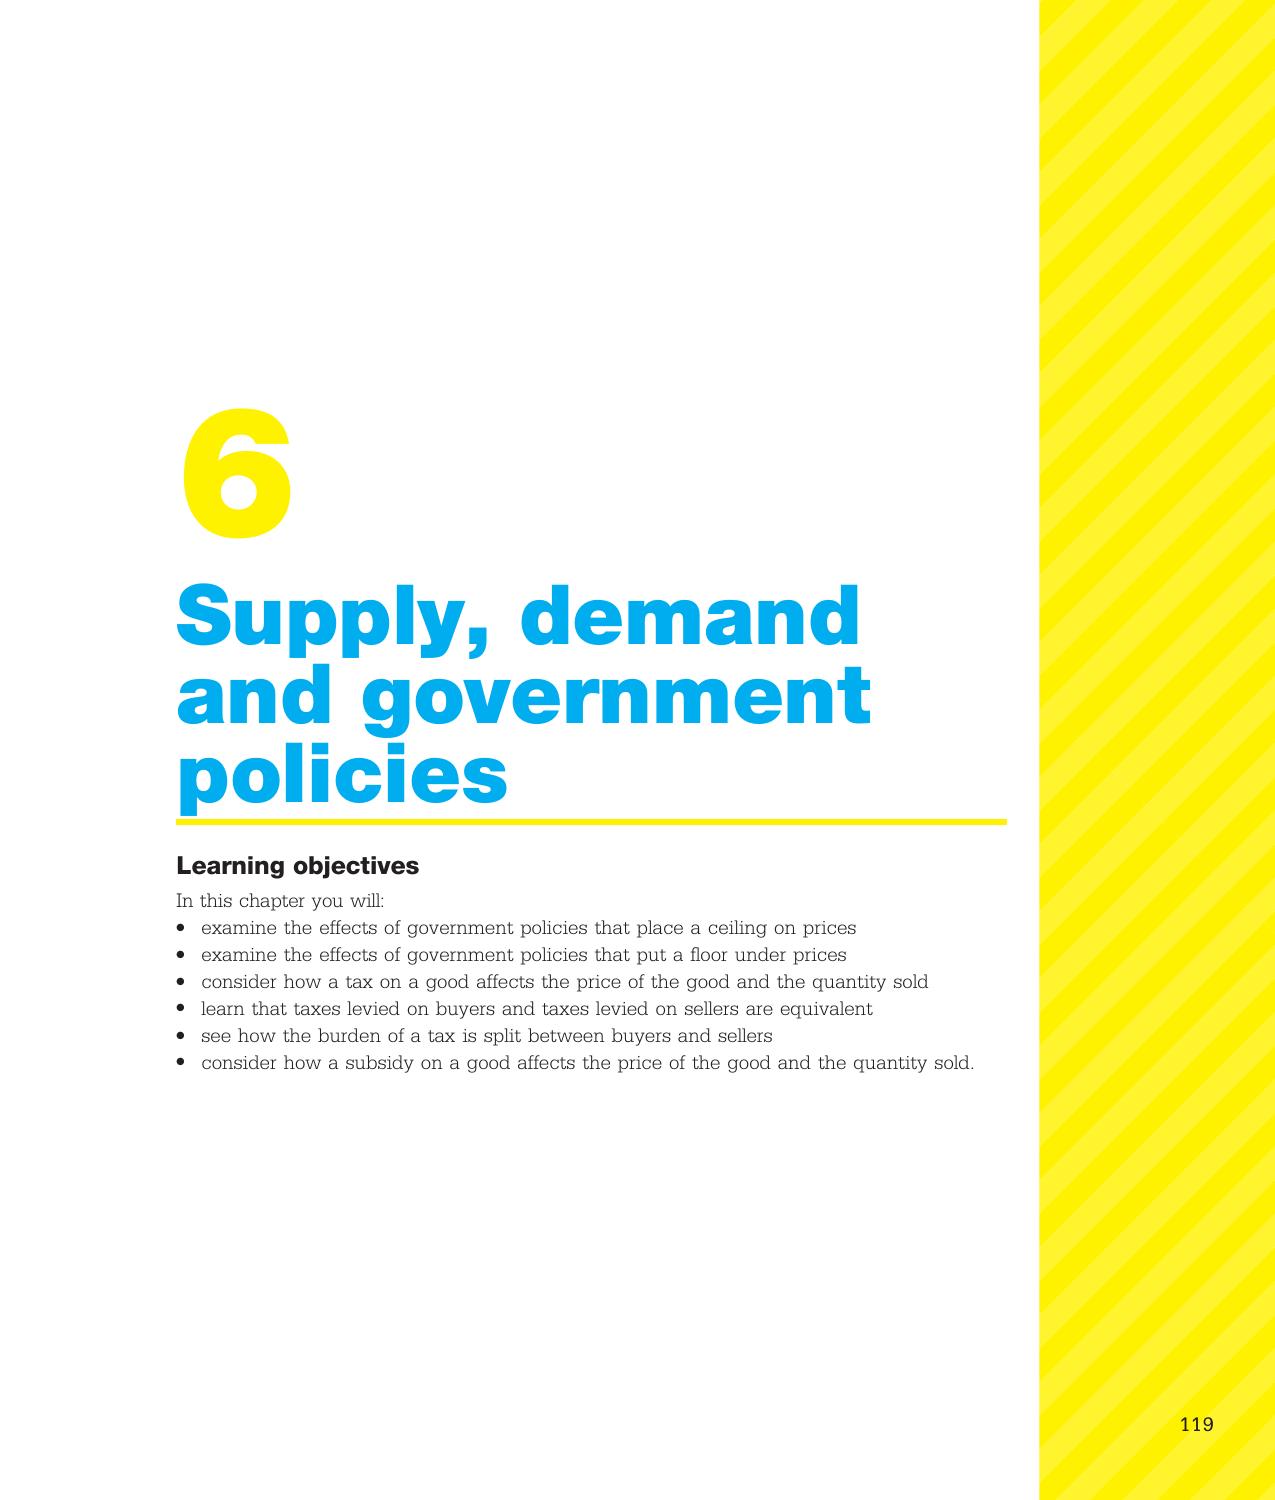 6
Supply, demand
and government
policies
Learning objectives
In this chapter you will:
• examine the effects of government policies that place a ceiling on prices
• examine the effects of government policies that put a floor under prices
• consider how a tax on a good affects the price of the good and the quantity sold
• learn that taxes levied on buyers and taxes levied on sellers are equivalent
• see how the burden of a tax is split between buyers and sellers
• consider how a subsidy on a good affects the price of the good and the quantity sold.
119